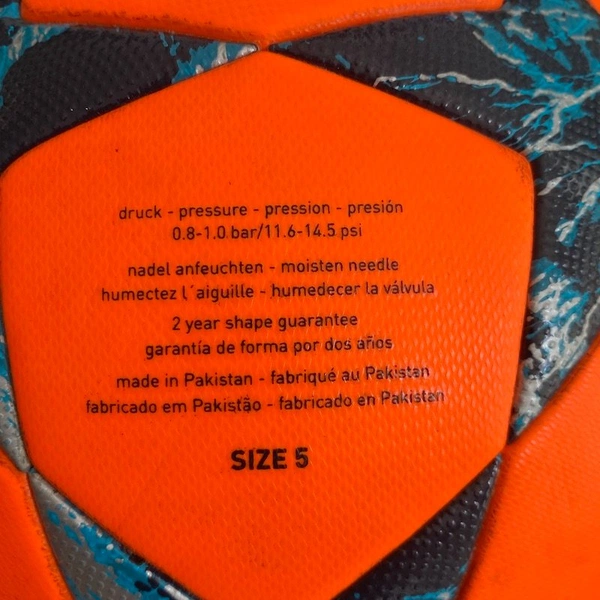 druck - pressure - pression - presión
0.8-1.0 bar/11.6-14.5 psi
nadel anfeuchten - moisten needle
humectez l´aiguille - humedecer la válvula
2 year shape guarantee
garantía de forma por dos años
made in Pakistan - fabriqué au Pakistan
fabricado em Pakistão - fabricado en Pakistan
SIZE 5